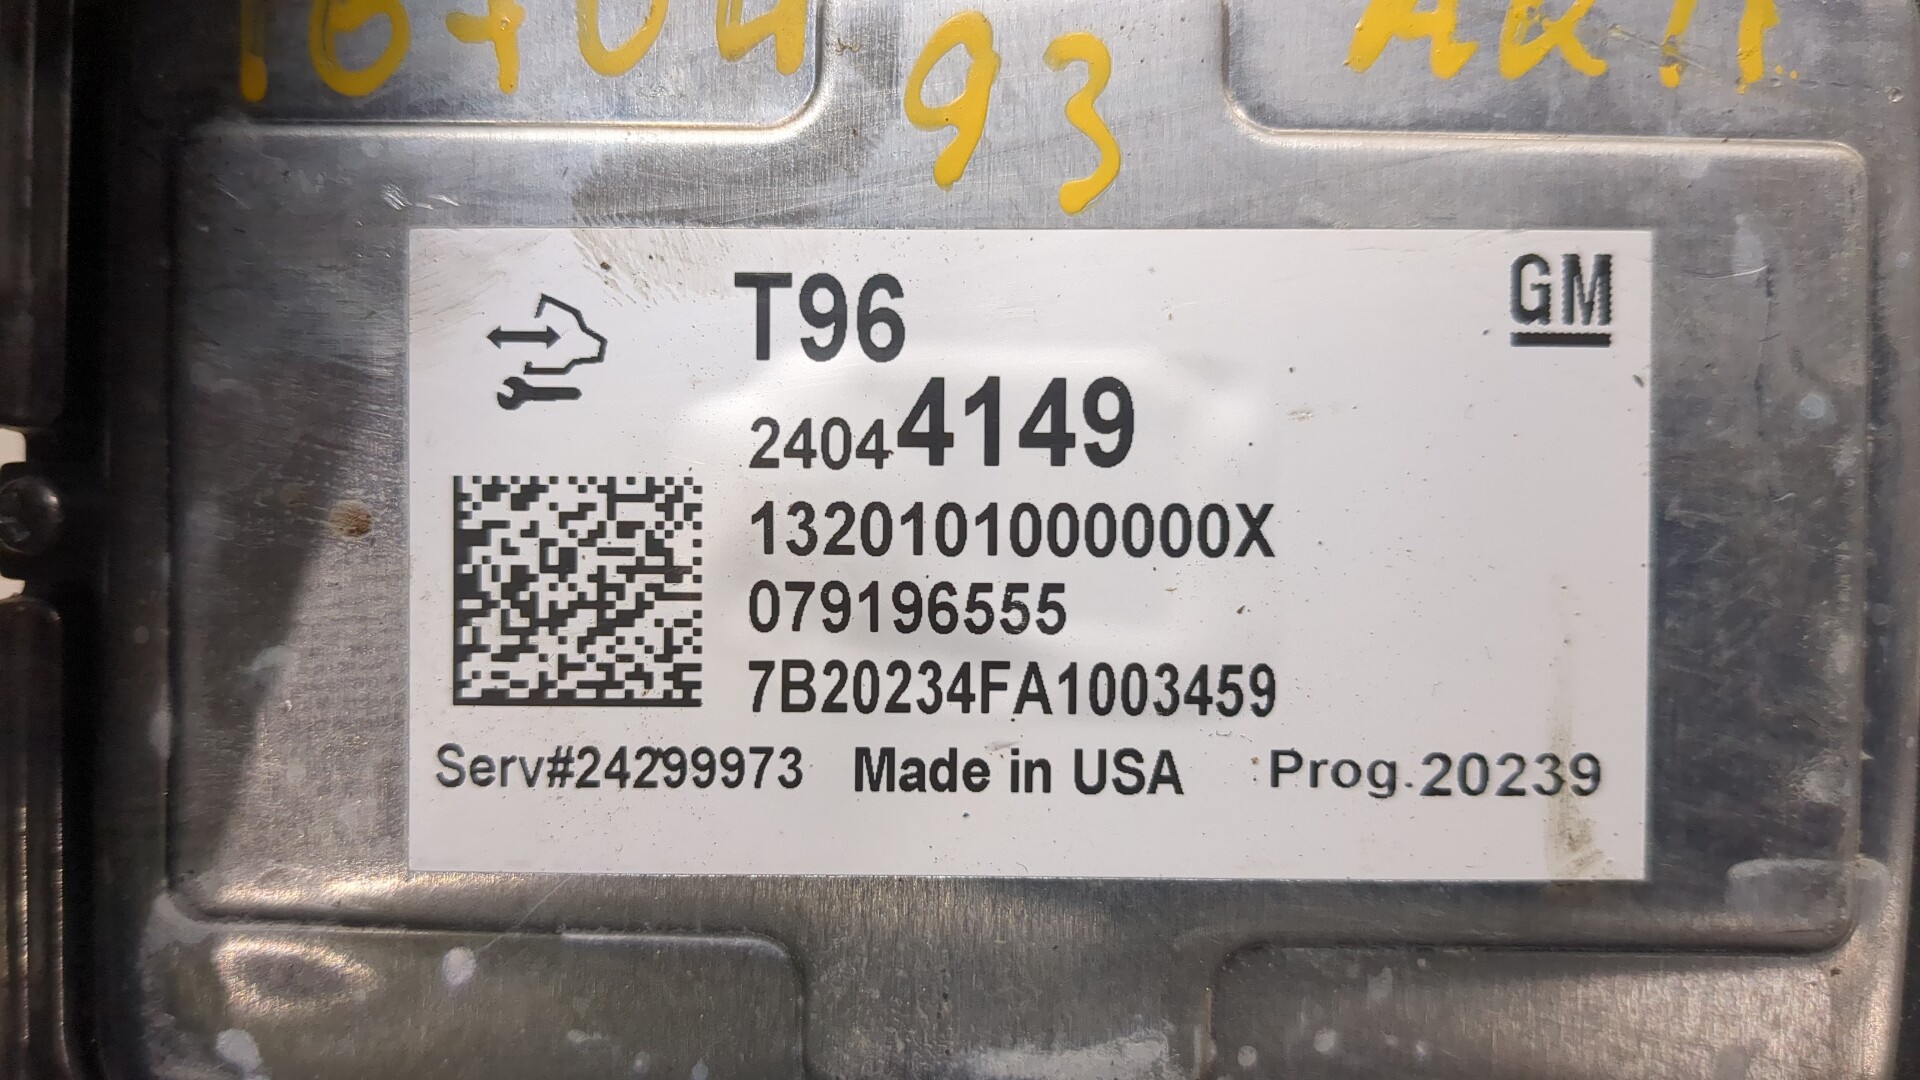 93
T96
GM
24044149
1320101000000X
079196555
7B20234FA1003459
Serv#24299973 Made in USA Prog.20239